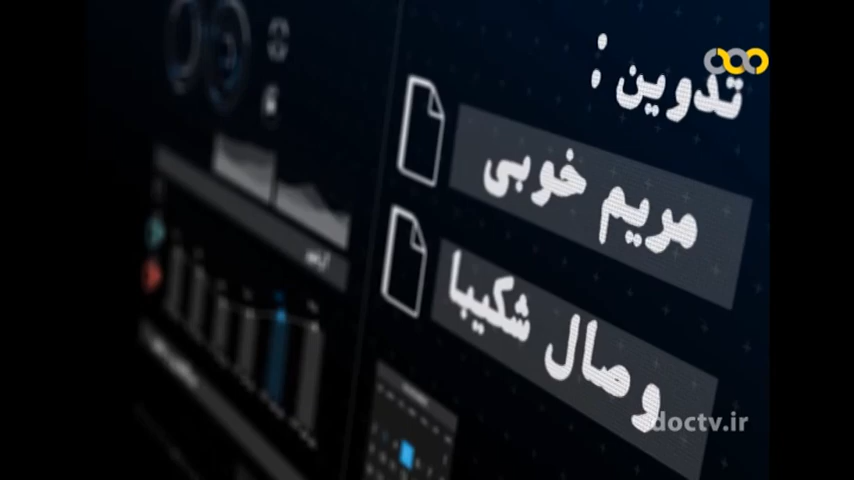 تدوین :
مریم خوبی
وصال شکیبا
doctv.ir